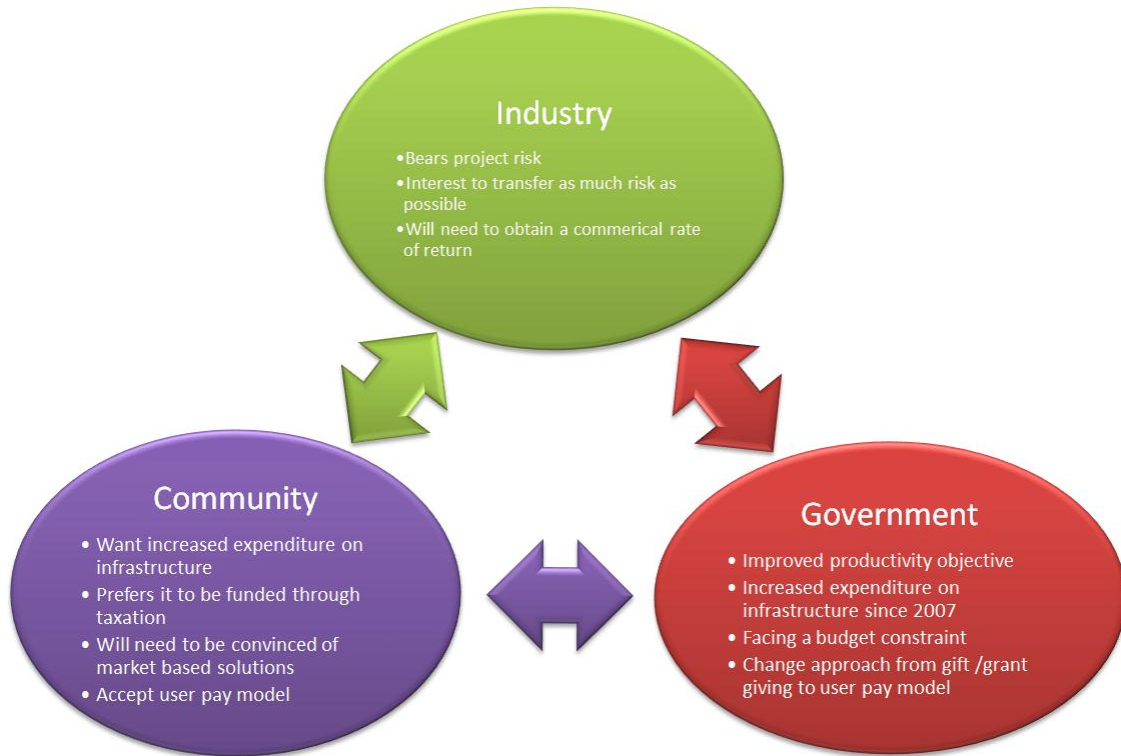 Industry
•Bears project risk
•Interest to transfer as much risk as
possible
•Will need to obtain a commerical rate
of return
Community
• Want increased expenditure on
infrastructure
• Prefers it to be funded through
taxation
• Will need to be convinced of
market based solutions
• Accept user pay model
Government
• Improved productivity objective
• Increased expenditure on
infrastructure since 2007
• Facing a budget constraint
• Change approach from gift /grant
giving to user pay model